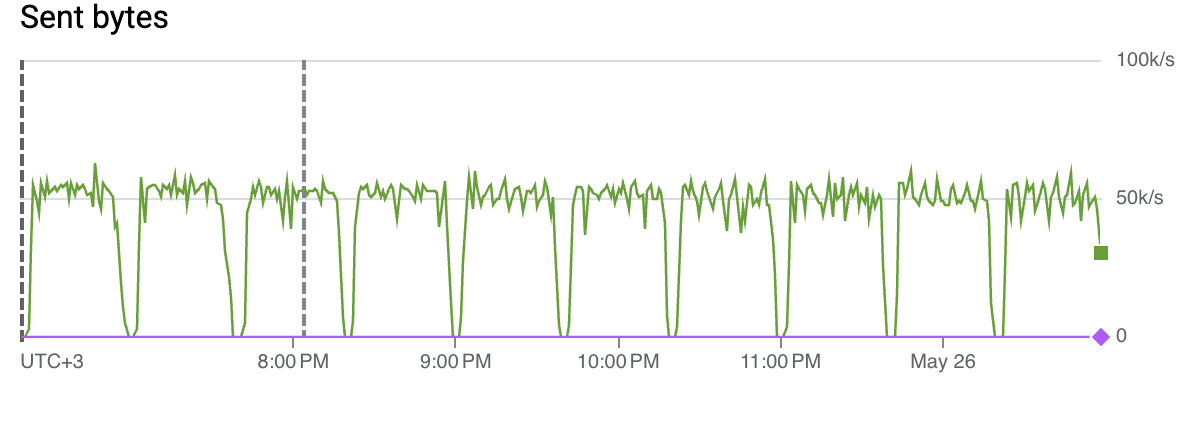 Sent bytes
100k/s
50k/s
0
UTC+3 8:00 PM 9:00 PM 10:00 PM 11:00 PM May 26